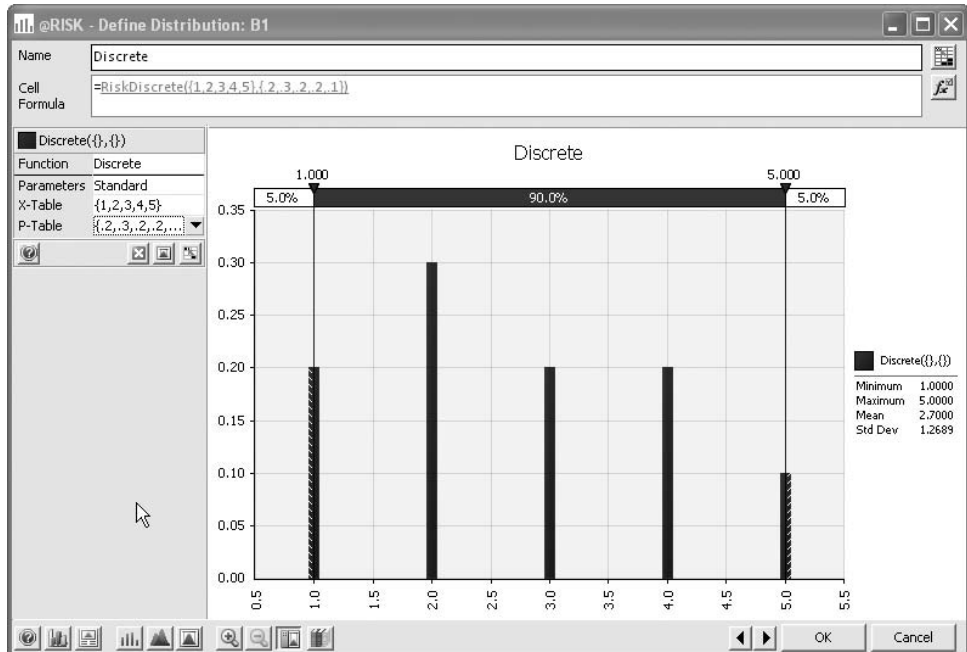 @RISK - Define Distribution: B1
Name Discrete
Cell Formula =RiskDiscrete({1,2,3,4,5},{.2,.3,.2,.2,.1})
Discrete({},{})
Function Discrete
Parameters Standard
X-Table {1,2,3,4,5}
P-Table {.2,.3,.2,.2,...
Discrete
1.000 5.000
5.0% 90.0% 5.0%
0.35
0.30
0.25
0.20
0.15
0.10
0.05
0.00
0.5 1.0 1.5 2.0 2.5 3.0 3.5 4.0 4.5 5.0 5.5
Discrete({},{})
Minimum 1.0000
Maximum 5.0000
Mean 2.7000
Std Dev 1.2689
OK Cancel